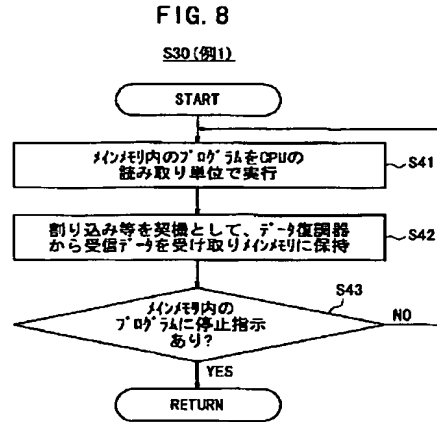 FIG. 8
S30(例1)
START
メインメモリ内のプログラムをCPUの
読み取り単位で実行
S41
割り込み等を契機として、データ復調器
から受信データを受け取りメインメモリに保持
S42
S43
メインメモリ内の
プログラムに停止指示
あり?
NO
YES
RETURN